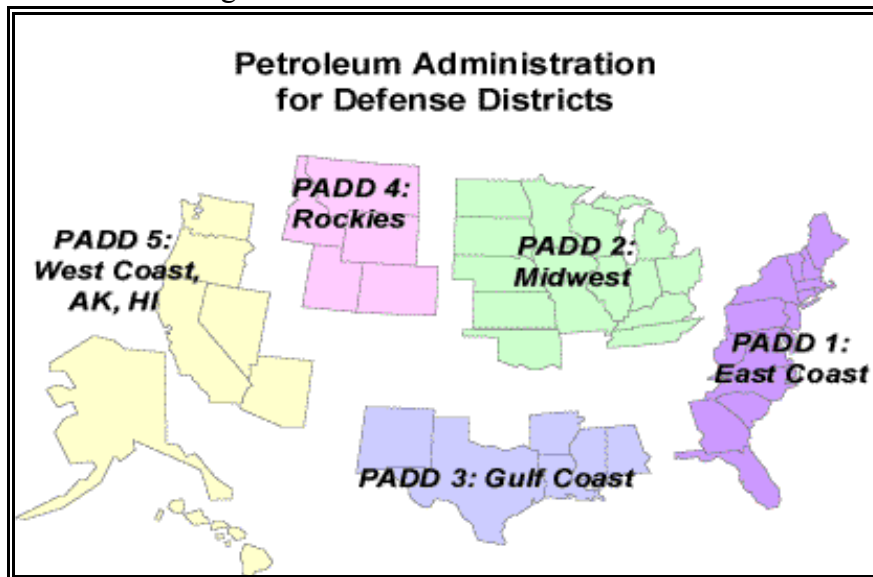 Petroleum Administration
for Defense Districts
PADD 4:
Rockies
PADD 5:
West Coast,
AK, HI
PADD 2:
Midwest
PADD 1:
East Coast
PADD 3: Gulf Coast